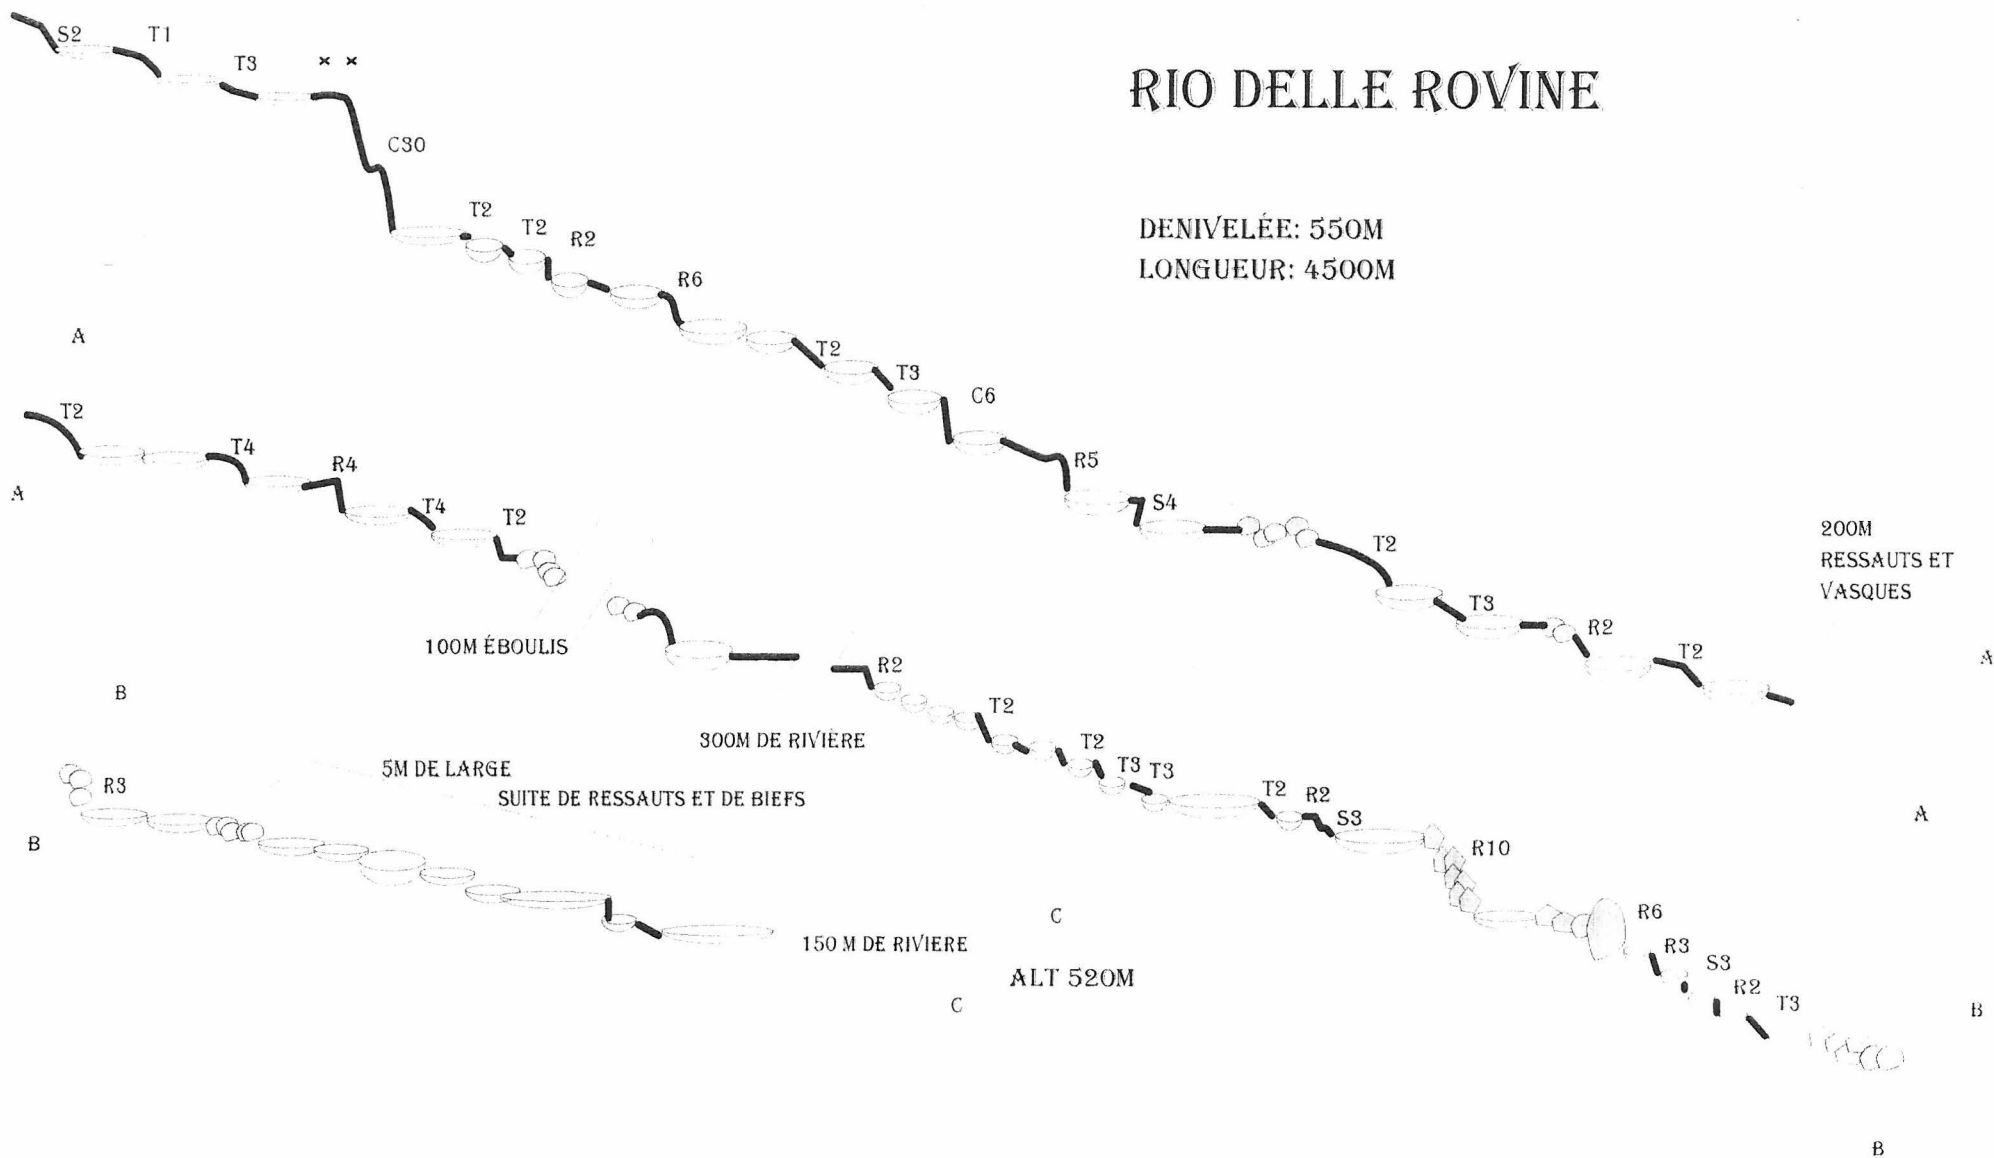 RIO DELLE ROVINE
DENIVELÉE: 550M
LONGUEUR: 4500M
S2
T1
T3
x x
C30
T2
T2
R2
R6
T2
T3
C6
R5
S4
T2
T3
R2
T2
200M
RESSAUTS ET
VASQUES
A
A
A
A
T2
T4
R4
T4
T2
100M ÉBOULIS
300M DE RIVIÈRE
R2
T2
T2
T3
T3
T2
R2
S3
R10
R6
R3
S3
R2
T3
B
B
B
B
R3
5M DE LARGE
SUITE DE RESSAUTS ET DE BIEFS
150 M DE RIVIERE
C
ALT 520M
C